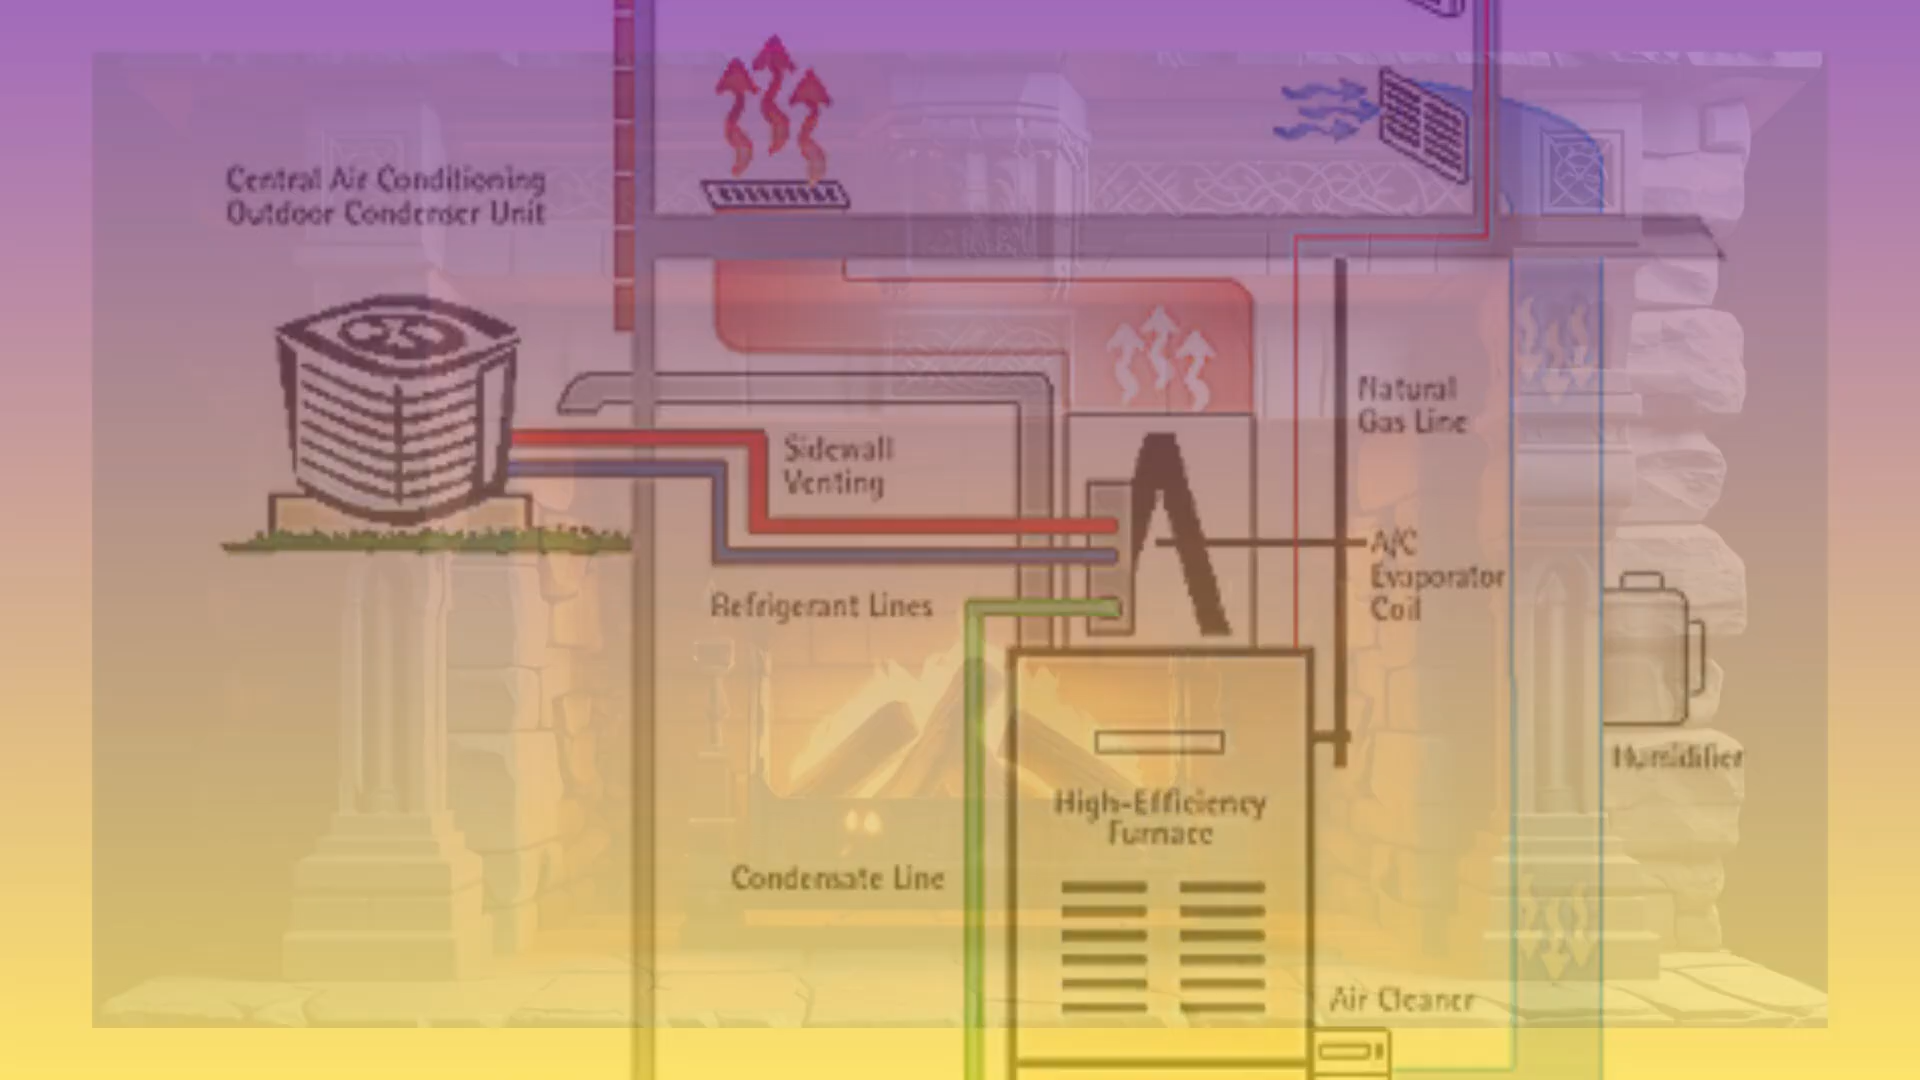 Central Air Conditioning
Outdoor Condenser Unit
Sidewall
Venting
Natural
Gas Line
A/C
Evaporator
Coil
Refrigerant Lines
Humidifier
High-Efficiency
Furnace
Condensate Line
Air Cleaner